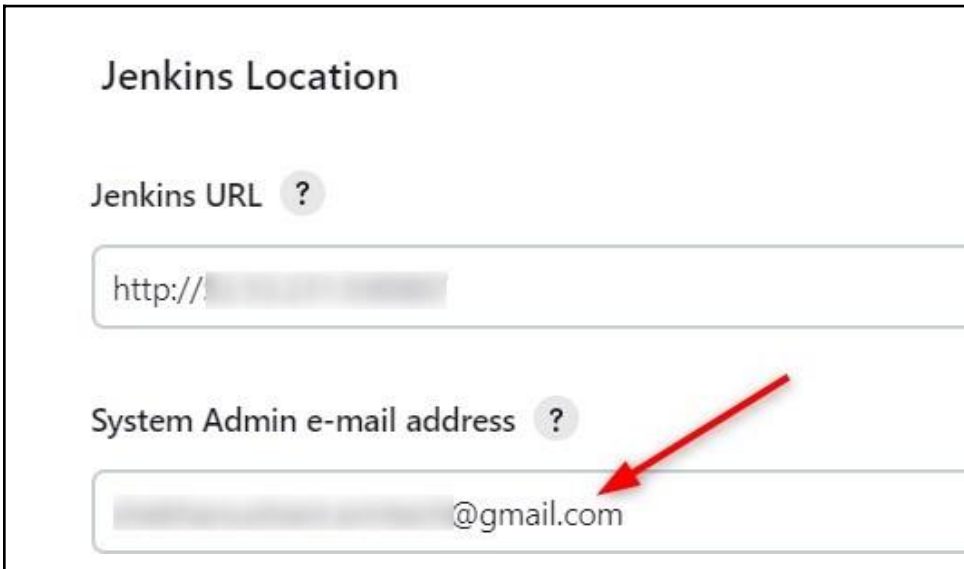 Jenkins Location
Jenkins URL ?
http://
System Admin e-mail address ?
@gmail.com